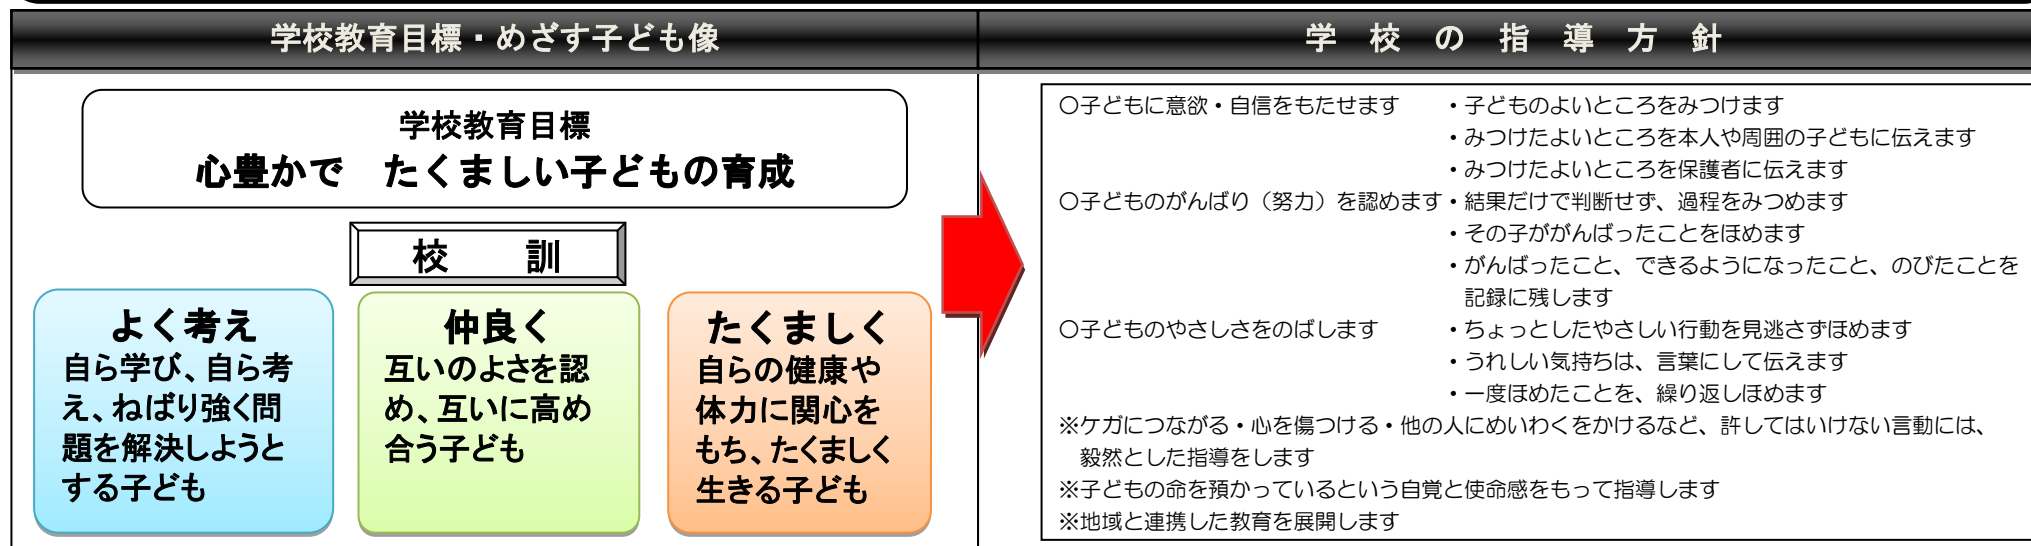 学校教育目標・めざす子ども像
学校教育目標
心豊かで　たくましい子どもの育成
校　訓
よく考え
自ら学び、自ら考
え、ねばり強く問
題を解決しようと
する子ども
仲良く
互いのよさを認
め、互いに高め
合う子ども
たくましく
自らの健康や
体力に関心を
もち、たくましく
生きる子ども
学　校　の　指　導　方　針
〇子どもに意欲・自信をもたせます　・子どものよいところをみつけます
・みつけたよいところを本人や周囲の子どもに伝えます
・みつけたよいところを保護者に伝えます
〇子どものがんばり（努力）を認めます・結果だけで判断せず、過程をみつめます
・その子ががんばったことをほめます
・がんばったこと、できるようになったこと、のびたことを
記録に残します
〇子どものやさしさをのばします　・ちょっとしたやさしい行動を見逃さずほめます
・うれしい気持ちは、言葉にして伝えます
・一度ほめたことを、繰り返しほめます
※ケガにつながる・心を傷つける・他の人にめいわくをかけるなど、許してはいけない言動には、
毅然とした指導をします
※子どもの命を預かっているという自覚と使命感をもって指導します
※地域と連携した教育を展開します